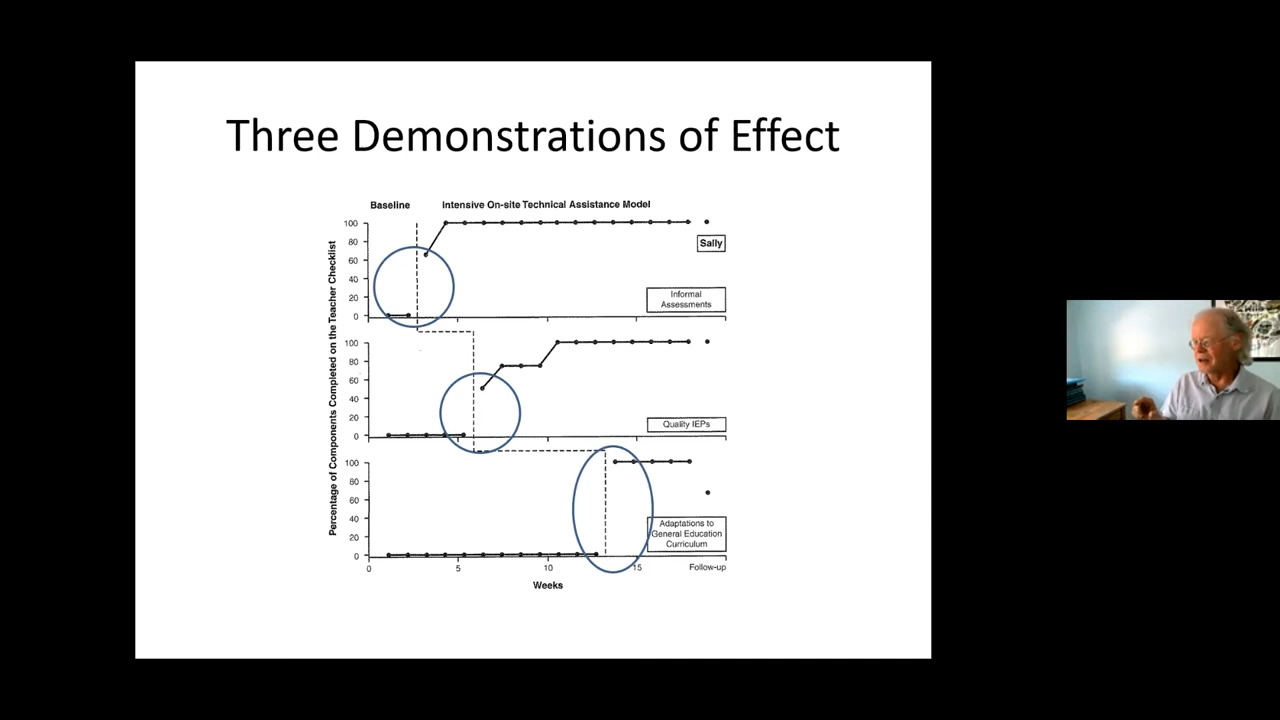 Three Demonstrations of Effect
Baseline
Intensive On-site Technical Assistance Model
Percentage of Components Completed on the Teacher Checklist
100
80
60
40
20
0
Sally
Informal
Assessments
100
80
60
40
20
0
Quality IEPs
100
80
60
40
20
0
Adaptations to
General Education
Curriculum
0
5
10
15
Follow-up
Weeks